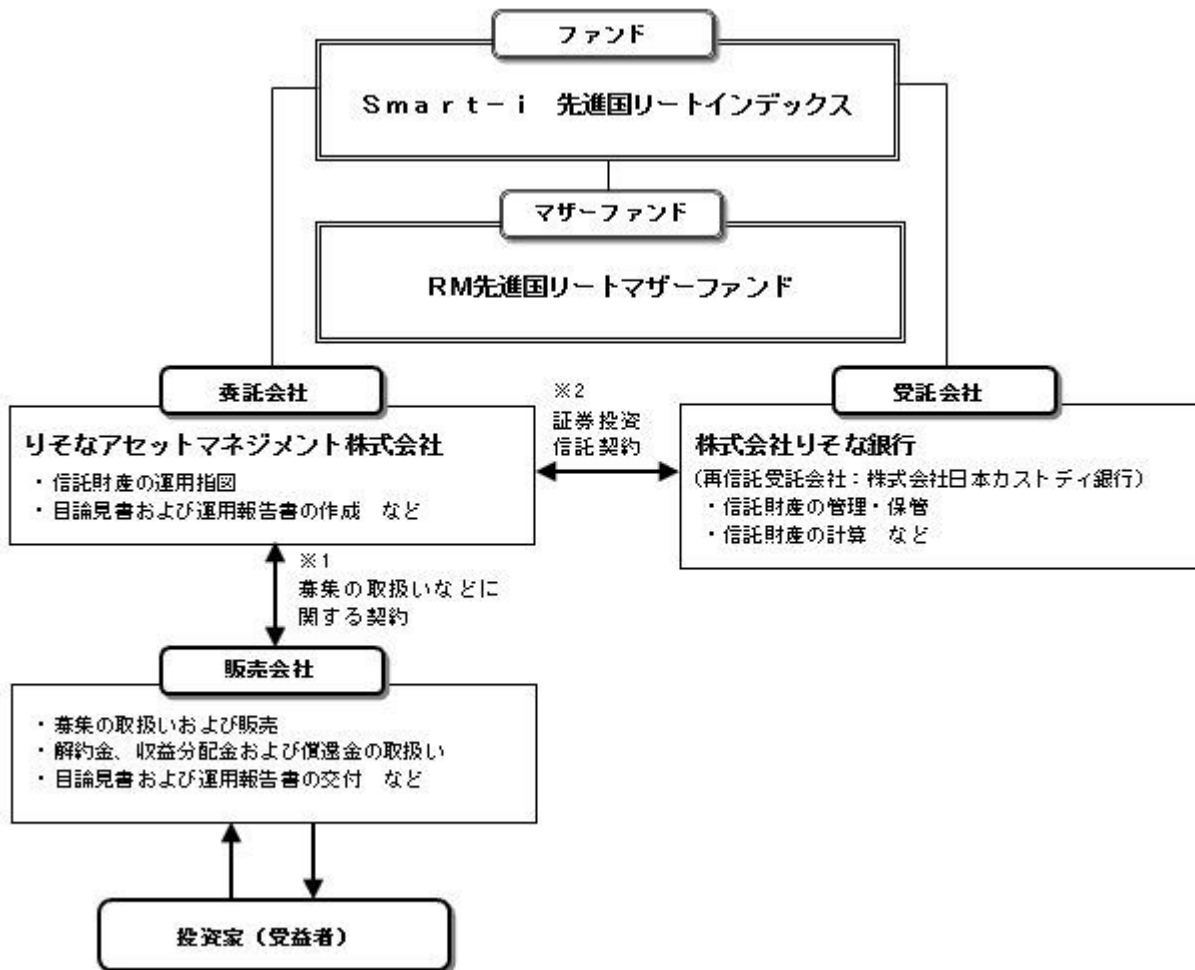 ファンド
Ｓｍａｒｔ－ｉ　先進国リートインデックス
マザーファンド
RM先進国リートマザーファンド
委託会社
りそなアセットマネジメント株式会社
・信託財産の運用指図
・目論見書および運用報告書の作成　など
※2
証券投資
信託契約
受託会社
株式会社りそな銀行
(再信託受託会社：株式会社日本カストディ銀行)
・信託財産の管理・保管
・信託財産の計算　など
※1
募集の取扱いなどに
関する契約
販売会社
・募集の取扱いおよび販売
・解約金、収益分配金および償還金の取扱い
・目論見書および運用報告書の交付　など
投資家（受益者）